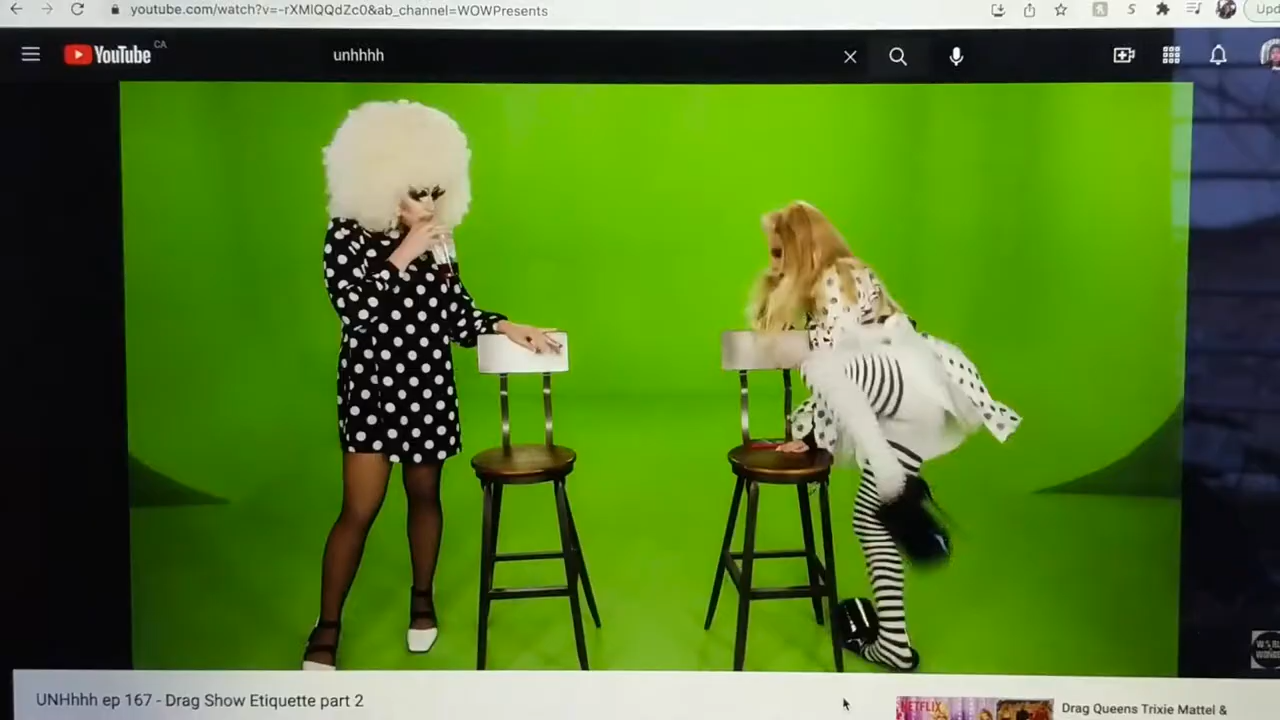 youtube.com/watch?v=-rXMIQQdZc0&ab_channel=WOWPresents
Upd
YouTube CA
unhhhh
UNHhhh ep 167 - Drag Show Etiquette part 2
NETFLIX
Drag Queens Trixie Mattel &